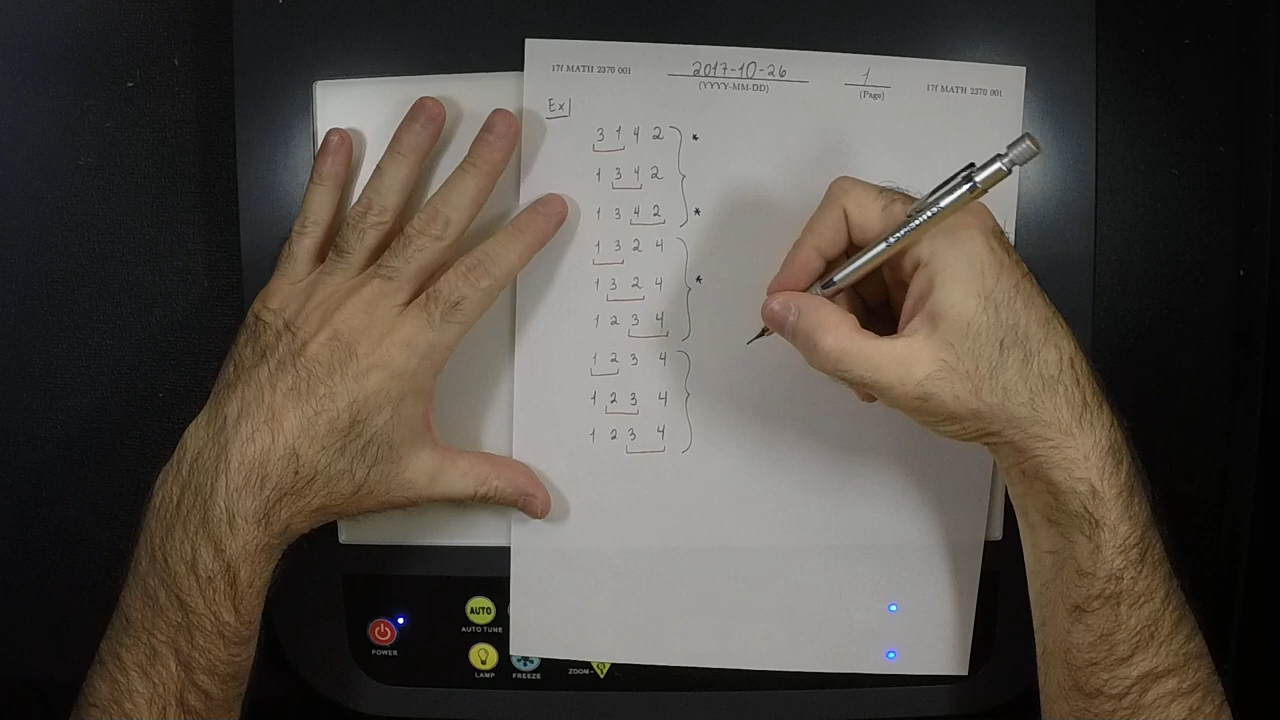 17f MATH 2370 001 2017-10-26 1 17f MATH 2370 001
(YYYY-MM-DD) (Page)
Ex
3 1 4 2 *
1 3 4 2
1 3 4 2 *
1 3 2 4
1 3 2 4 *
1 2 3 4
1 2 3 4
1 2 3 4
1 2 3 4
STAEDTLER
AUTO
POWER AUTO TUNE
LAMP FREEZE ZOOM-